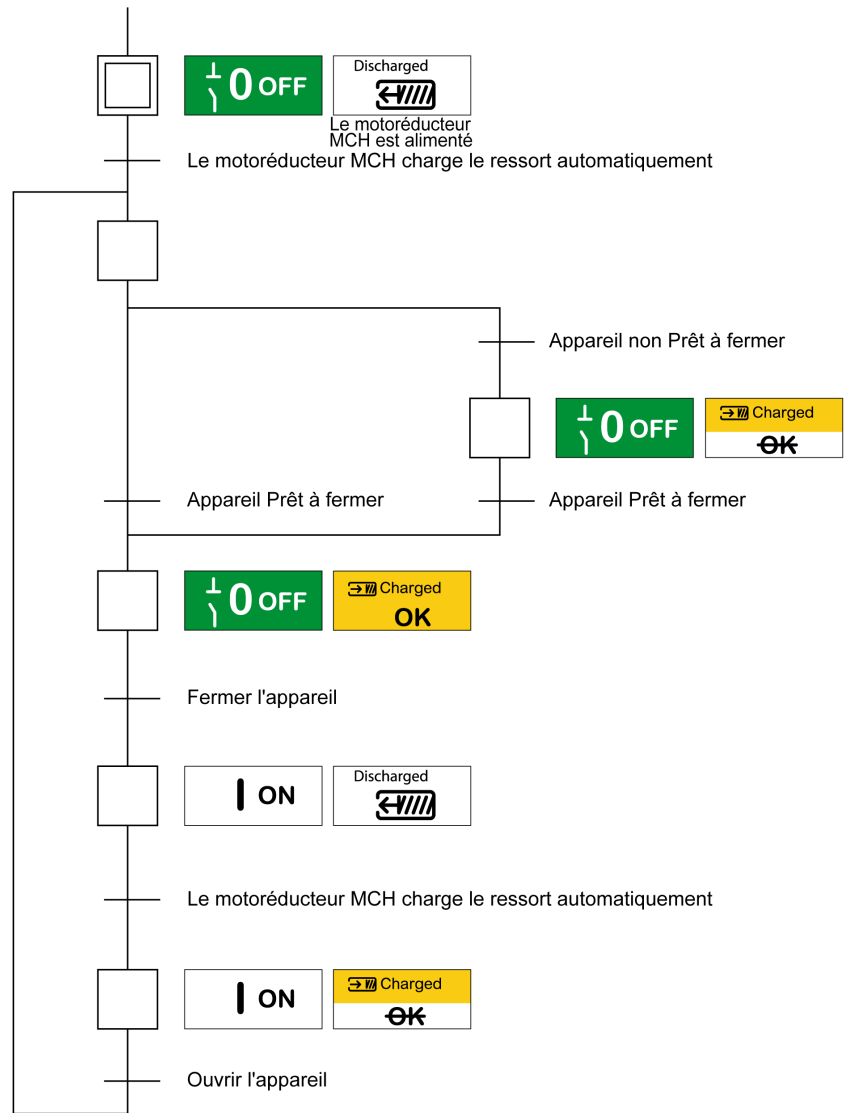 0 OFF
Discharged
Le motoréducteur
MCH est alimenté
Le motoréducteur MCH charge le ressort automatiquement
Appareil non Prêt à fermer
0 OFF
Charged
OK
Appareil Prêt à fermer
Appareil Prêt à fermer
0 OFF
Charged
OK
Fermer l'appareil
I ON
Discharged
Le motoréducteur MCH charge le ressort automatiquement
I ON
Charged
OK
Ouvrir l'appareil